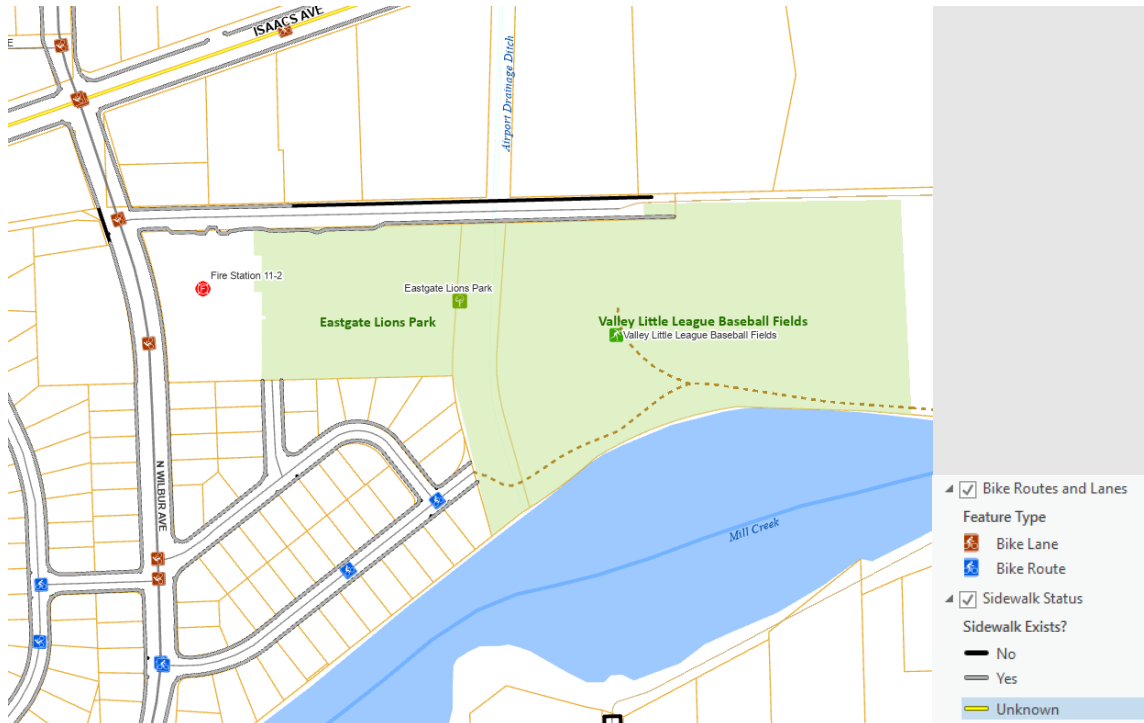 ISAACS AVE
E
Airport Drainage Ditch
Fire Station 11-2
Eastgate Lions Park
Eastgate Lions Park
Valley Little League Baseball Fields
Valley Little League Baseball Fields
N WILBUR AVE
Mill Creek
Bike Routes and Lanes
Feature Type
Bike Lane
Bike Route
Sidewalk Status
Sidewalk Exists?
No
Yes
Unknown